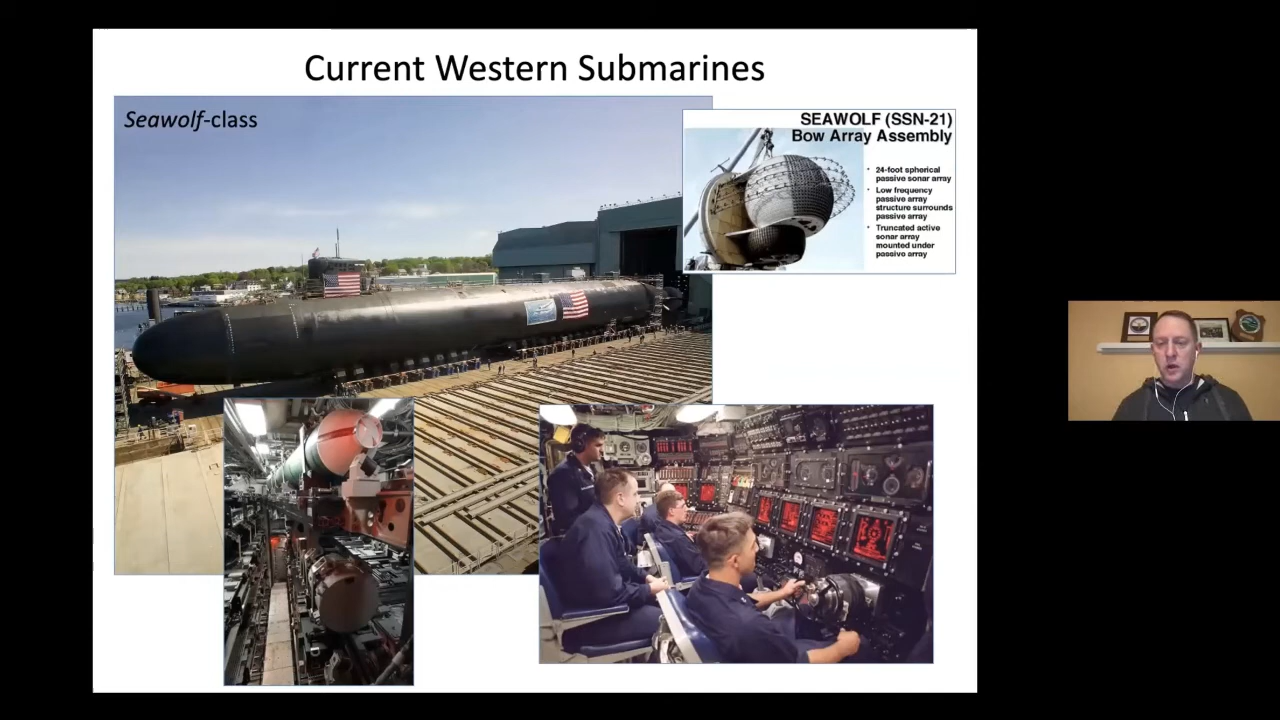 Current Western Submarines
Seawolf-class
SEAWOLF (SSN-21)
Bow Array Assembly
• 24-foot spherical
passive sonar array
• Low frequency
passive array
structure surrounds
passive array
• Truncated active
sonar array
mounted under
passive array